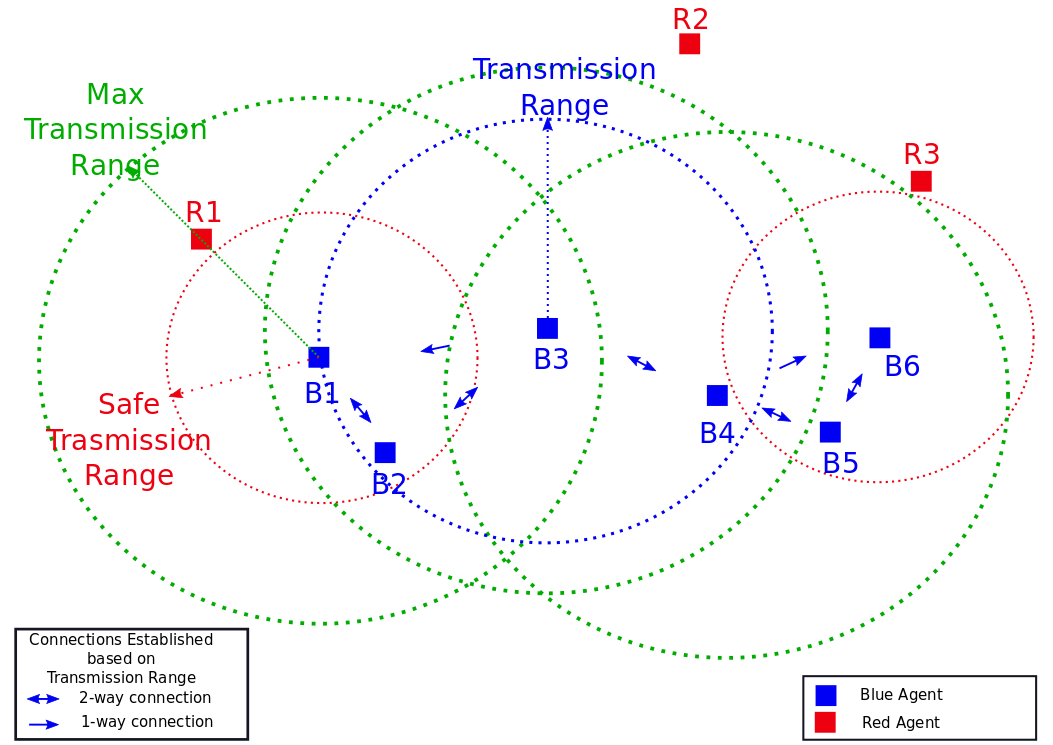 R2
Transmission
Range
Max
Transmission
Range
R3
R1
B3
B6
B1
Safe
Trasmission
Range
B4
B5
B2
Connections Established
based on
Transmission Range
2-way connection
1-way connection
Blue Agent
Red Agent